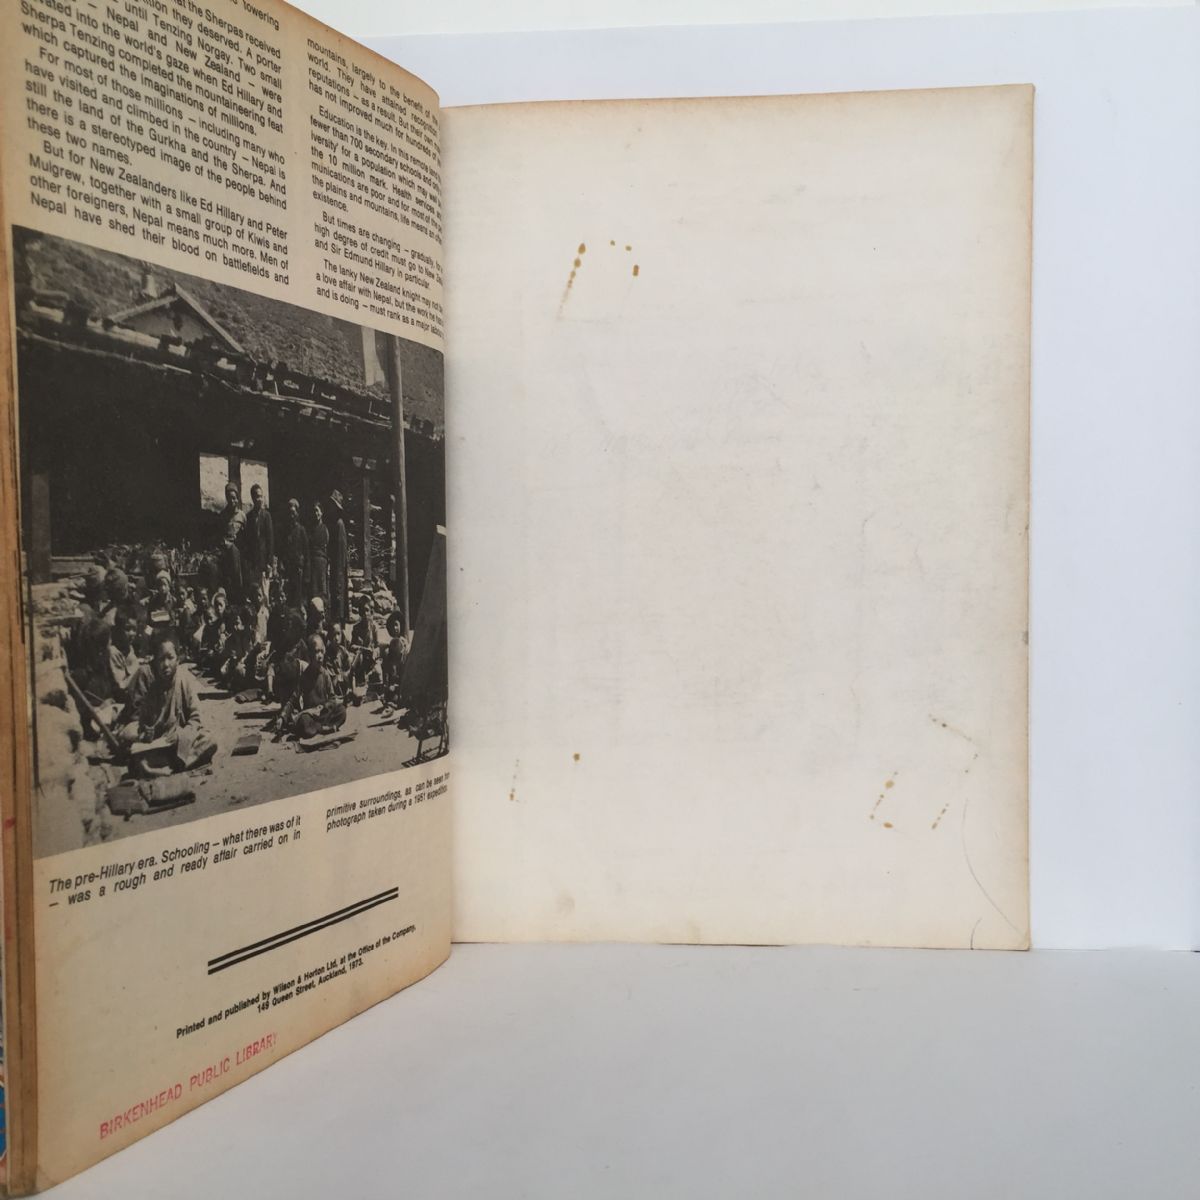 the Sherpas received
they deserved. A porter
until Tenzing Norgay. Two small
– Nepal and New Zealand – were
into the world's gaze when Ed Hillary and
Sherpa Tenzing completed the mountaineering feat
which captured the imaginations of millions.
For most of those millions – including many who
have visited and climbed in the country – Nepal is
still the land of the Gurkha and the Sherpa. And
there is a stereotyped image of the people behind
these two names.
But for New Zealanders like Ed Hillary and Peter
Mulgrew, together with a small group of Kiwis and
other foreigners, Nepal means much more. Men of
Nepal have shed their blood on battlefields and
mountains, largely to the benefit of the
world. They have attained recognition
reputations – as a result. But their own
has not improved much for hundreds of
Education is the key. In this remote land
fewer than 700 secondary schools and
for a population which may well
the 10 million mark. Health services
munications are poor and for most of the
the plains and mountains, life means an
existence.
But times are changing – gradually,
high degree of credit must go to New
and Sir Edmund Hillary in particular.
The lanky New Zealand knight may not
a love affair with Nepal, but the work he
and is doing – must rank as a major
The pre-Hillary era. Schooling – what there was of it
– was a rough and ready affair carried on in
primitive surroundings, as can be seen
photograph taken during a 1951 expedition
Printed and published by Wilson & Horton Ltd, at the Office of the Company,
149 Queen Street, Auckland, 1973.
BIRKENHEAD PUBLIC LIBRARY